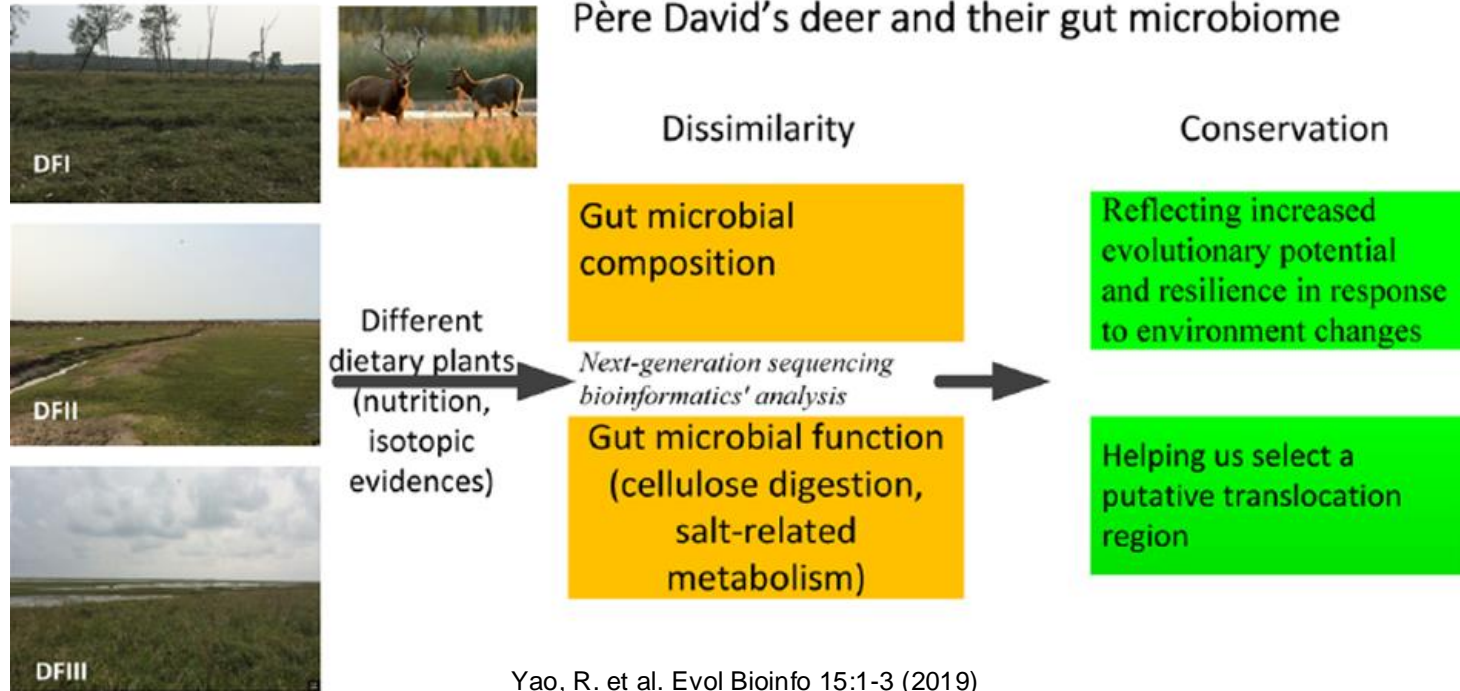 Père David's deer and their gut microbiome
DFI
DFII
DFIII
Different
dietary plants
(nutrition,
isotopic
evidences)
Dissimilarity
Gut microbial
composition
Next-generation sequencing
bioinformatics' analysis
Gut microbial function
(cellulose digestion,
salt-related
metabolism)
Conservation
Reflecting increased
evolutionary potential
and resilience in response
to environment changes
Helping us select a
putative translocation
region
Yao, R. et al. Evol Bioinfo 15:1-3 (2019)